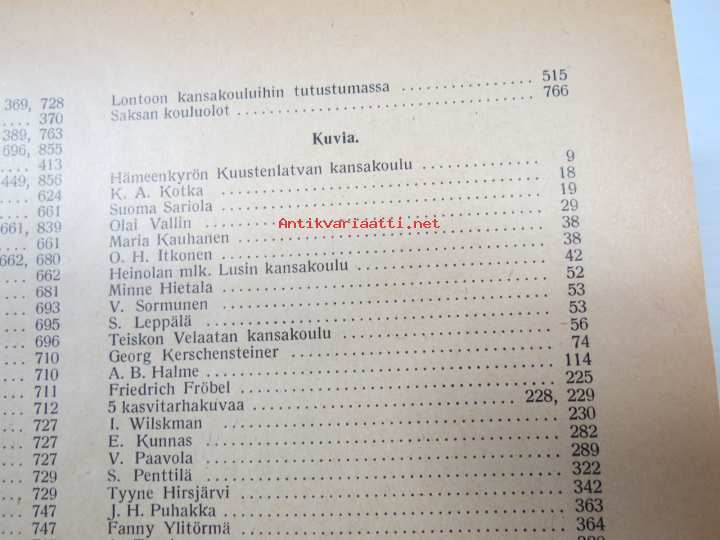 369, 728
370
389, 763
696, 855
413
449, 856
624
661
661, 839
661
662, 680
662
681
693
695
696
710
710
711
712
727
727
727
729
729
747
747
Lontoon kansakouluihin tutustumassa ................ 515
Saksan kouluolot ................ 766
Kuvia.
Hämeenkyrön Kuustenlatvan kansakoulu ................ 9
K. A. Kotka ................ 18
Suoma Sariola ................ 19
Olai Vallin ................ 29
Maria Kauhanen ................ 38
O. H. Itkonen ................ 38
Heinolan mlk. Lusin kansakoulu ................ 42
Minne Hietala ................ 52
V. Sormunen ................ 53
S. Leppälä ................ 53
Teiskon Velaatan kansakoulu ................ 56
Georg Kerschensteiner ................ 74
A. B. Halme ................ 114
Friedrich Fröbel ................ 225
5 kasvitarhakuvaa ................ 228, 229
I. Wilskman ................ 230
E. Kunnas ................ 282
V. Paavola ................ 289
S. Penttilä ................ 322
Tyyne Hirsjärvi ................ 342
J. H. Puhakka ................ 363
Fanny Ylitörmä ................ 364
Antikvariaatti.net